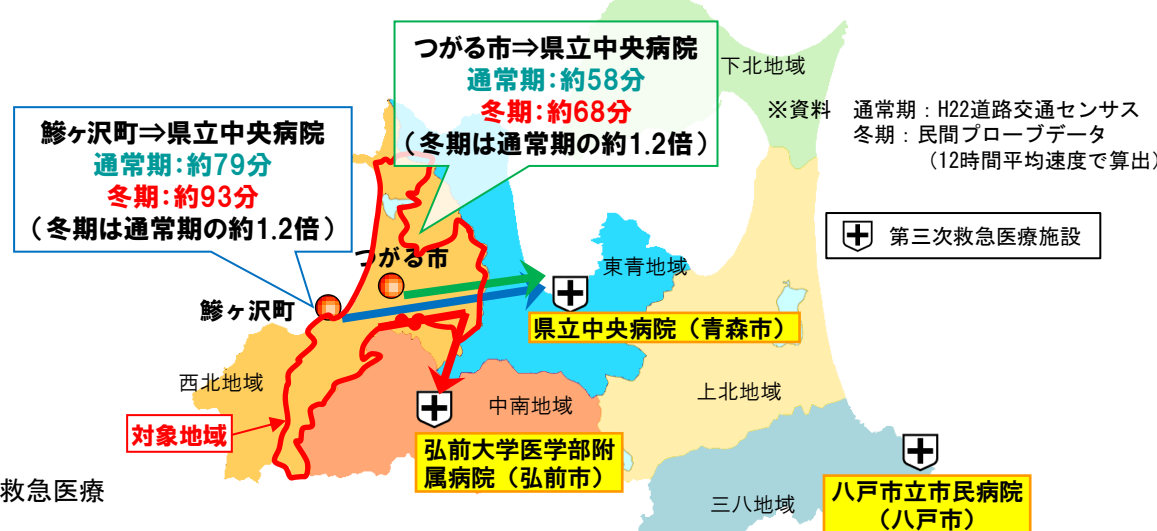 つがる市⇒県立中央病院
通常期：約58分
冬期：約68分
（冬期は通常期の約1.2倍）
下北地域
※資料　通常期：H22道路交通センサス
冬期：民間プローブデータ
（12時間平均速度で算出）
鰺ヶ沢町⇒県立中央病院
通常期：約79分
冬期：約93分
（冬期は通常期の約1.2倍）
第三次救急医療施設
つがる市
東青地域
鰺ヶ沢町
県立中央病院（青森市）
西北地域
中南地域
上北地域
対象地域
弘前大学医学部附
属病院（弘前市）
救急医療
三八地域
八戸市立市民病院
（八戸市）